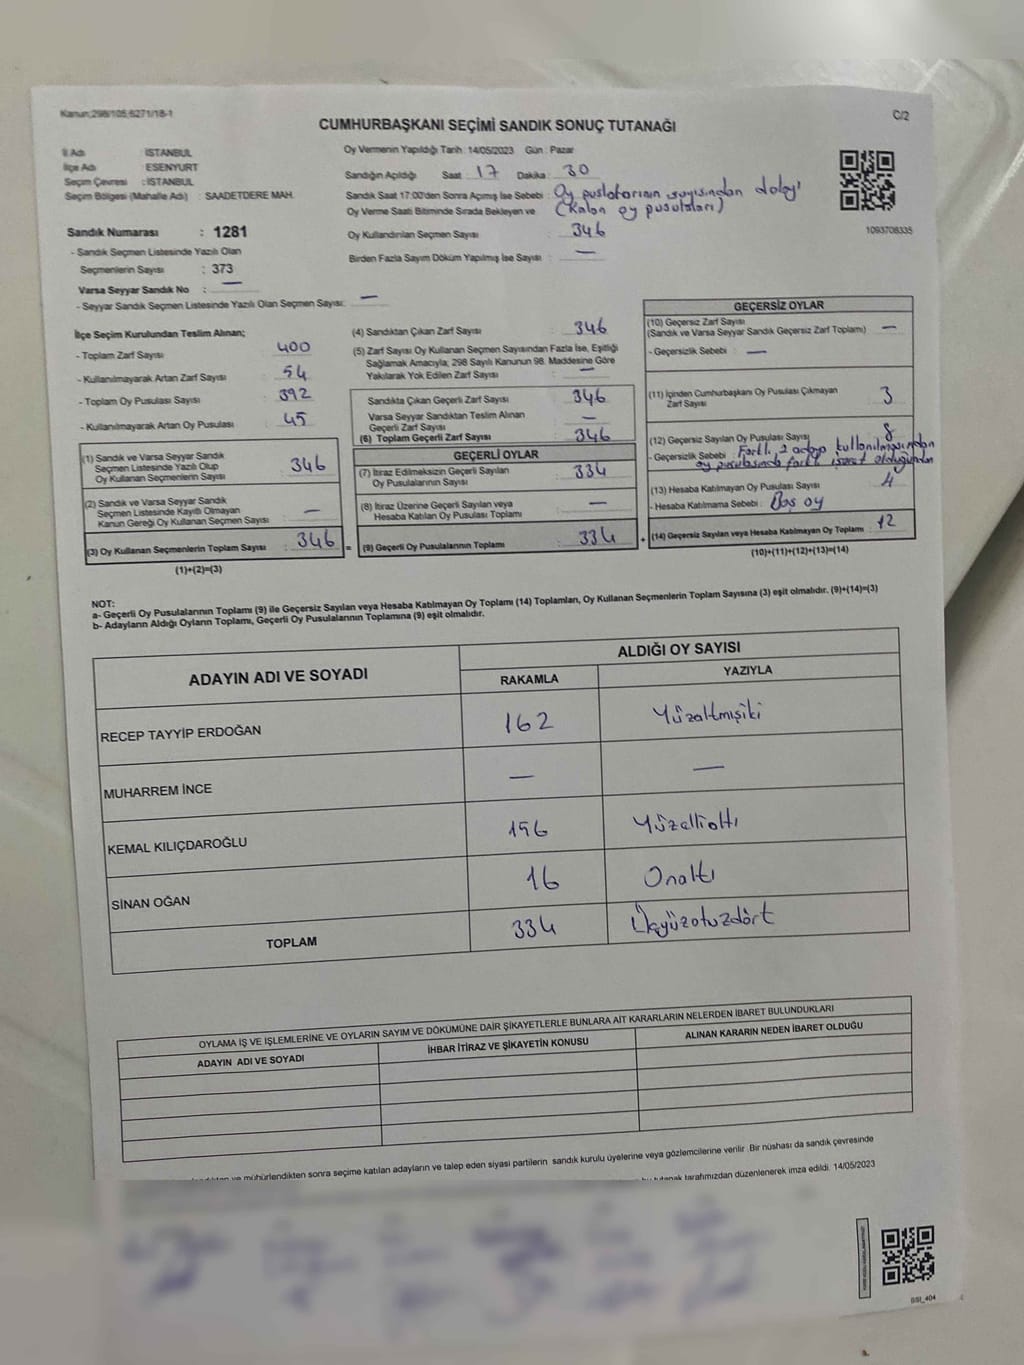 Kanun:298/105;6271/18-1
C/2
CUMHURBAŞKANI SEÇİMİ SANDIK SONUÇ TUTANAĞI
İl Adı : İSTANBUL
İlçe Adı : ESENYURT
Seçim Çevresi : İSTANBUL
Seçim Bölgesi (Mahalle Adı) : SAADETDERE MAH.
Oy Vermenin Yapıldığı Tarih : 14/05/2023 Gün : Pazar
Sandığın Açıldığı Saat : 17 Dakika : 30
Sandık Saat 17:00'den Sonra Açılmış İse Sebebi : Oy puslalarının sayısından dolayı
Oy Verme Saati Bitiminde Sırada Bekleyen ve (Kalan oy pusulaları)
Oy Kullandırılan Seçmen Sayısı : 346
Birden Fazla Sayım Döküm Yapılmış İse Sayısı : —
1093708335
Sandık Numarası : 1281
- Sandık Seçmen Listesinde Yazılı Olan
Seçmenlerin Sayısı : 373
Varsa Seyyar Sandık No : —
- Seyyar Sandık Seçmen Listesinde Yazılı Olan Seçmen Sayısı: —
İlçe Seçim Kurulundan Teslim Alınan;
- Toplam Zarf Sayısı : 400
- Kullanılmayarak Artan Zarf Sayısı : 54
- Toplam Oy Pusulası Sayısı : 392
- Kullanılmayarak Artan Oy Pusulası : 45
(1) Sandık ve Varsa Seyyar Sandık
Seçmen Listesinde Yazılı Olup
Oy Kullanan Seçmenlerin Sayısı : 346
(2) Sandık ve Varsa Seyyar Sandık
Seçmen Listesinde Kayıtlı Olmayan
Kanun Gereği Oy Kullanan Seçmen Sayısı : —
(3) Oy Kullanan Seçmenlerin Toplam Sayısı : 346 =
(1)+(2)=(3)
(4) Sandıktan Çıkan Zarf Sayısı : 346
(5) Zarf Sayısı Oy Kullanan Seçmen Sayısından Fazla İse, Eşitliği
Sağlamak Amacıyla; 298 Sayılı Kanunun 98. Maddesine Göre
Yakılarak Yok Edilen Zarf Sayısı : —
Sandıkta Çıkan Geçerli Zarf Sayısı : 346
Varsa Seyyar Sandıktan Teslim Alınan
Geçerli Zarf Sayısı : —
(6) Toplam Geçerli Zarf Sayısı : 346
GEÇERLİ OYLAR
(7) İtiraz Edilmeksizin Geçerli Sayılan
Oy Pusulalarının Sayısı : 334
(8) İtiraz Üzerine Geçerli Sayılan veya
Hesaba Katılan Oy Pusulası Toplamı : —
(9) Geçerli Oy Pusulalarının Toplamı : 334 +
GEÇERSİZ OYLAR
(10) Geçersiz Zarf Sayısı
(Sandık ve Varsa Seyyar Sandık Geçersiz Zarf Toplamı) : —
- Geçersizlik Sebebi : —
(11) İçinden Cumhurbaşkanı Oy Pusulası Çıkmayan
Zarf Sayısı : 3
(12) Geçersiz Sayılan Oy Pusulası Sayısı : 8
- Geçersizlik Sebebi : Farklı 2 adaya kullanılmasından
oy pusulasında farklı işaret olduğundan
(13) Hesaba Katılmayan Oy Pusulası Sayısı : 4
- Hesaba Katılmama Sebebi : Boş oy
(14) Geçersiz Sayılan veya Hesaba Katılmayan Oy Toplamı : 12
(10)+(11)+(12)+(13)=(14)
NOT:
a- Geçerli Oy Pusulalarının Toplamı (9) ile Geçersiz Sayılan veya Hesaba Katılmayan Oy Toplamı (14) Toplamları, Oy Kullanan Seçmenlerin Toplam Sayısına (3) eşit olmalıdır. (9)+(14)=(3)
b- Adayların Aldığı Oyların Toplamı, Geçerli Oy Pusulalarının Toplamına (9) eşit olmalıdır.
ADAYIN ADI VE SOYADI
ALDIĞI OY SAYISI
RAKAMLA YAZIYLA
RECEP TAYYİP ERDOĞAN 162 Yüzaltmışiki
MUHARREM İNCE — —
KEMAL KILIÇDAROĞLU 156 Yüzellialtı
SİNAN OĞAN 16 Onaltı
TOPLAM 334 Üçyüzotuzdört
OYLAMA İŞ VE İŞLEMLERİNE VE OYLARIN SAYIM VE DÖKÜMÜNE DAİR ŞİKAYETLERLE BUNLARA AİT KARARLARIN NELERDEN İBARET BULUNDUKLARI
ADAYIN ADI VE SOYADI İHBAR İTİRAZ VE ŞİKAYETİN KONUSU ALINAN KARARIN NEDEN İBARET OLDUĞU
ve mühürlendikten sonra seçime katılan adayların ve talep eden siyasi partilerin sandık kurulu üyelerine veya gözlemcilerine verilir. Bir nüshası da sandık çevresinde
tutanak tarafımızdan düzenlenerek imza edildi. 14/05/2023
SSI_404